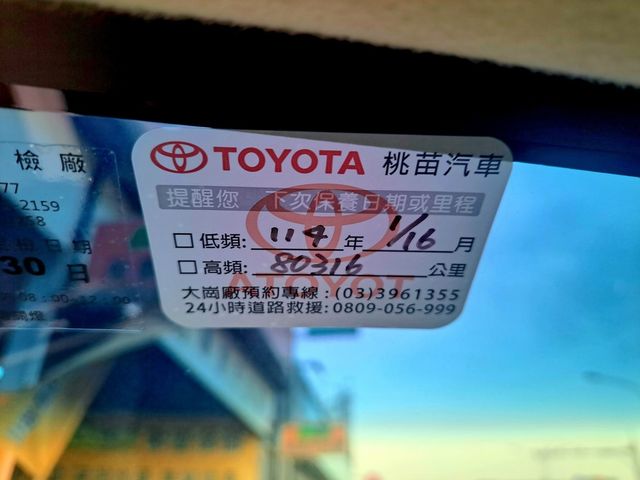 TOYOTA 桃苗汽車
提醒您 下次保養日期或里程
□ 低頻: 114 年 1/16 月
□ 高頻: 80316 公里
大崗廠預約專線:(03)3961355
24小時道路救援:0809-056-999
檢廠
77
2159
30 日